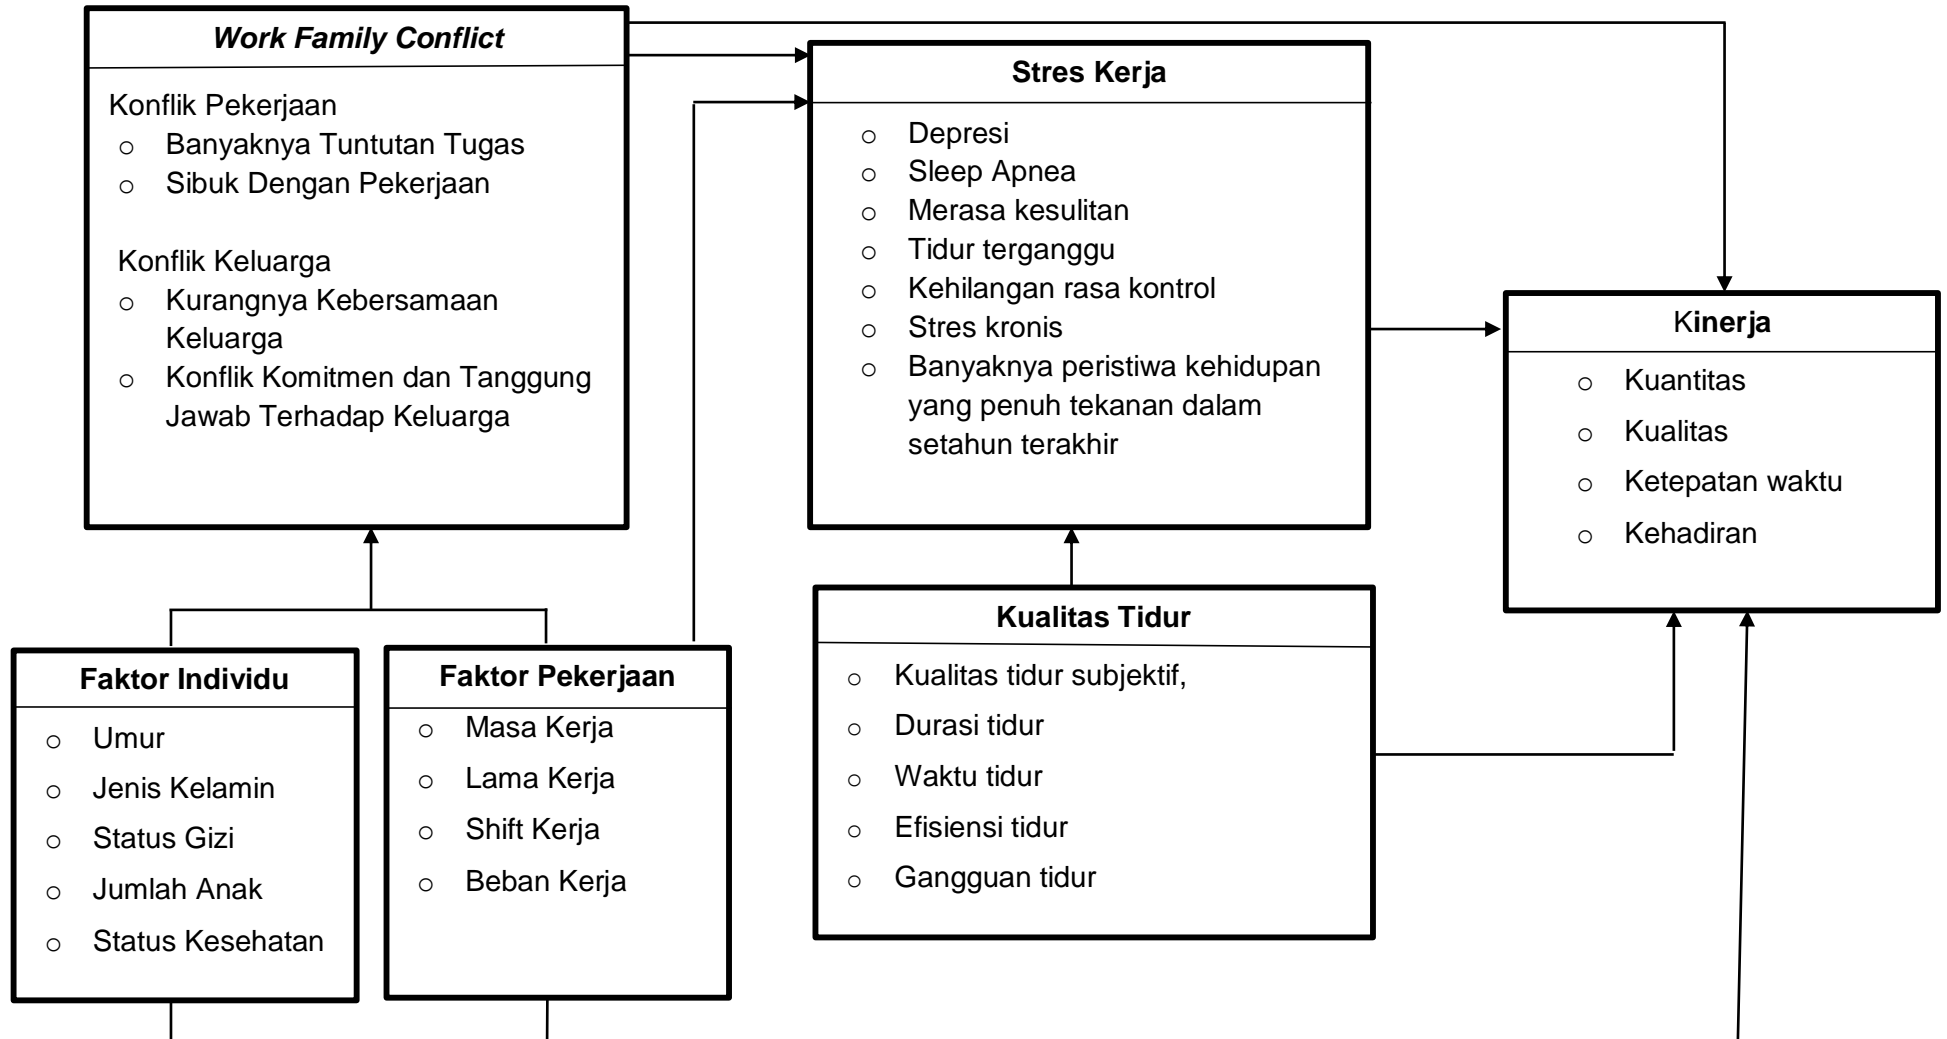 Work Family Conflict
Konflik Pekerjaan
○ Banyaknya Tuntutan Tugas
○ Sibuk Dengan Pekerjaan
Konflik Keluarga
○ Kurangnya Kebersamaan
Keluarga
○ Konflik Komitmen dan Tanggung
Jawab Terhadap Keluarga
Stres Kerja
○ Depresi
○ Sleep Apnea
○ Merasa kesulitan
○ Tidur terganggu
○ Kehilangan rasa kontrol
○ Stres kronis
○ Banyaknya peristiwa kehidupan
yang penuh tekanan dalam
setahun terakhir
Kinerja
○ Kuantitas
○ Kualitas
○ Ketepatan waktu
○ Kehadiran
Faktor Individu
○ Umur
○ Jenis Kelamin
○ Status Gizi
○ Jumlah Anak
○ Status Kesehatan
Faktor Pekerjaan
○ Masa Kerja
○ Lama Kerja
○ Shift Kerja
○ Beban Kerja
Kualitas Tidur
○ Kualitas tidur subjektif,
○ Durasi tidur
○ Waktu tidur
○ Efisiensi tidur
○ Gangguan tidur